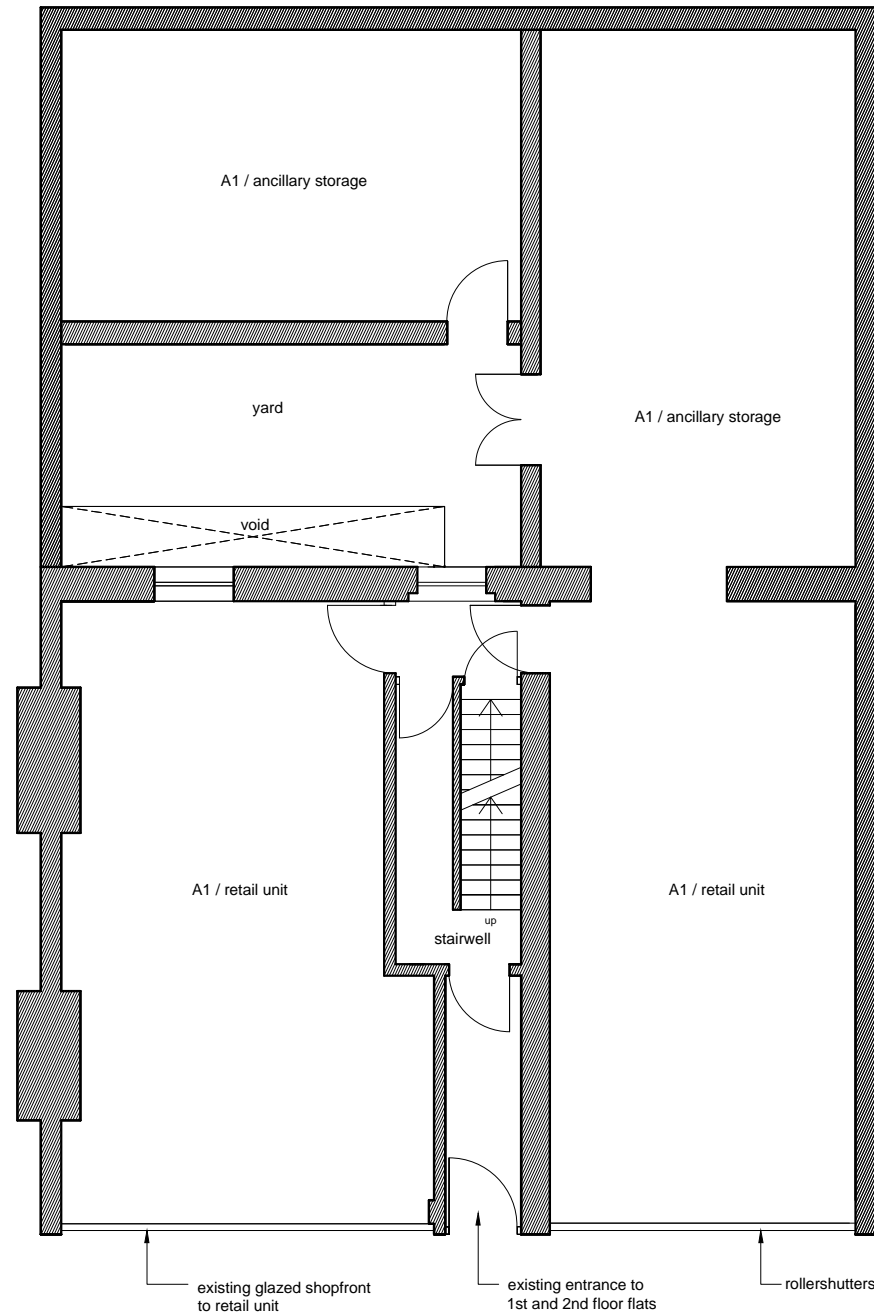 A1 / ancillary storage
yard
A1 / ancillary storage
void
A1 / retail unit
A1 / retail unit
up
stairwell
existing glazed shopfront
to retail unit
existing entrance to
1st and 2nd floor flats
rollershutters